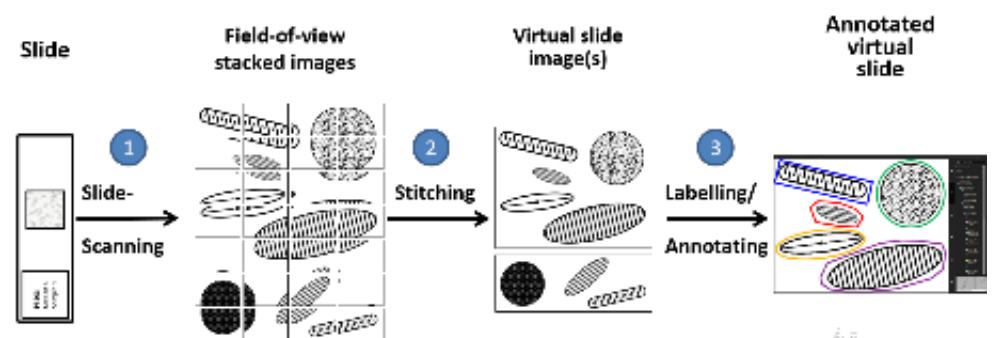 Slide
Field-of-view
stacked images
Virtual slide
image(s)
Annotated
virtual
slide
1
Slide-
Scanning
2
Stitching
3
Labelling/
Annotating